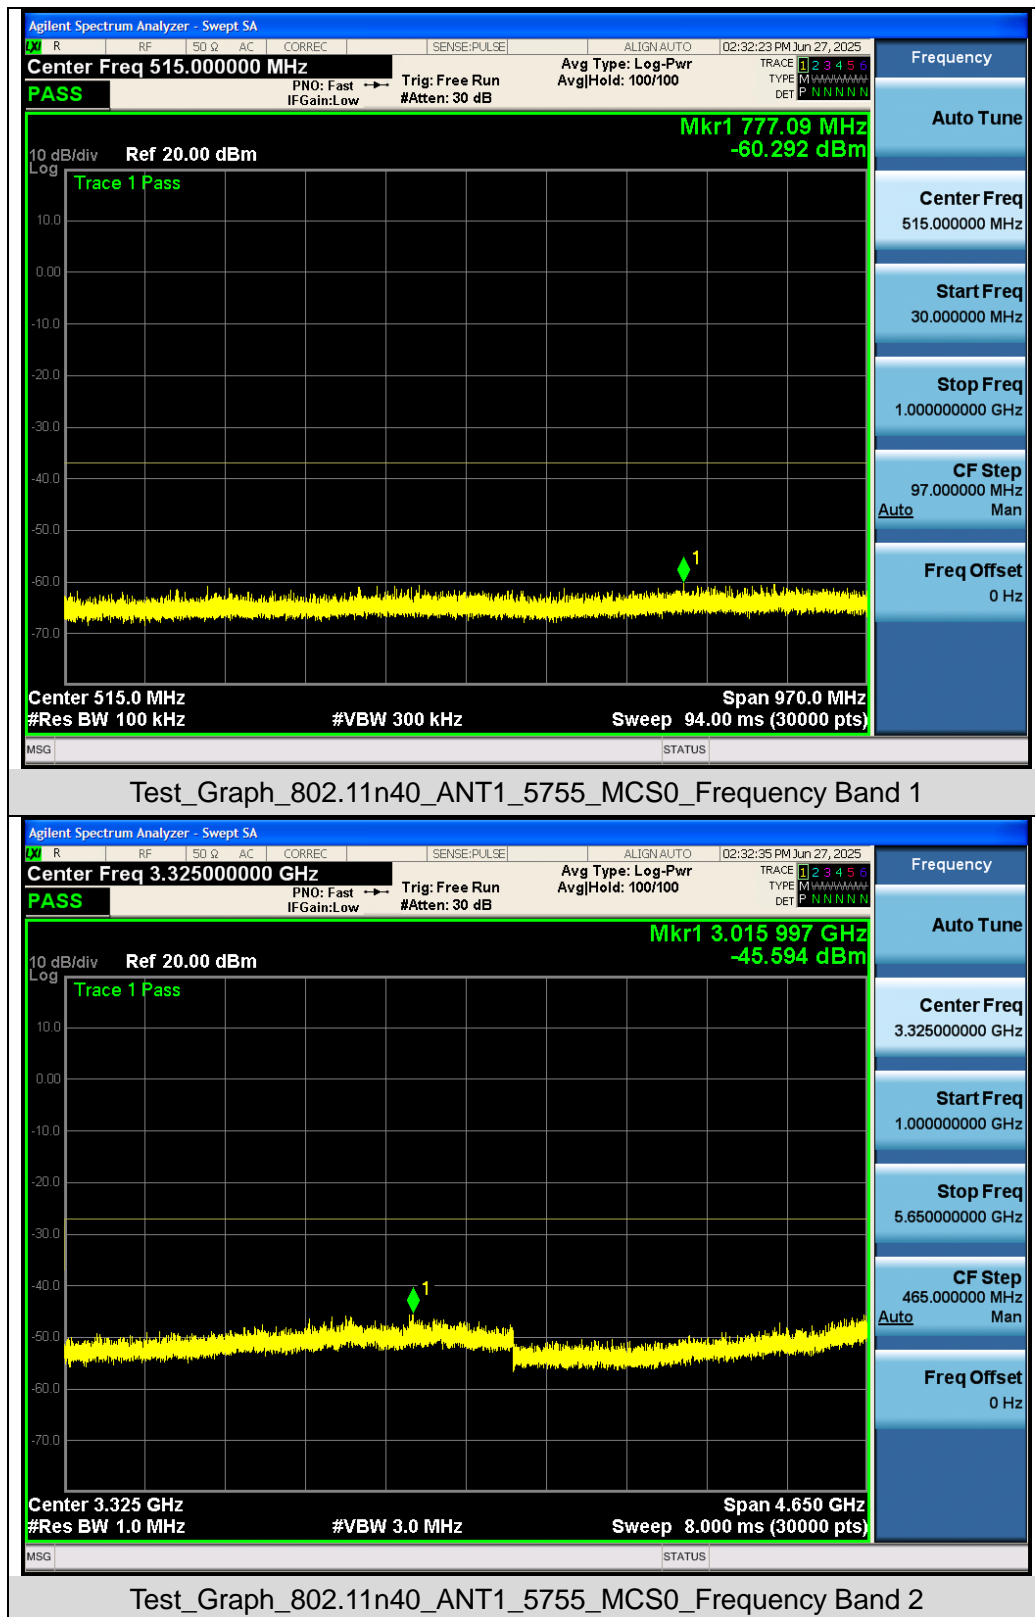 Agilent Spectrum Analyzer - Swept SA
LXI R RF 50 Ω AC CORREC SENSE:PULSE ALIGN AUTO 02:32:23 PM Jun 27, 2025
Center Freq 515.000000 MHz
PNO: Fast
IFGain:Low
Trig: Free Run
#Atten: 30 dB
Avg Type: Log-Pwr
Avg|Hold: 100/100
TRACE 1 2 3 4 5 6
TYPE M WWWWW
DET P N N N N N
PASS
Mkr1 777.09 MHz
-60.292 dBm
10 dB/div Ref 20.00 dBm
Log
Trace 1 Pass
10.0
0.00
-10.0
-20.0
-30.0
-40.0
-50.0
-60.0
-70.0
1
Center 515.0 MHz Span 970.0 MHz
#Res BW 100 kHz #VBW 300 kHz Sweep 94.00 ms (30000 pts)
MSG STATUS
Frequency
Auto Tune
Center Freq
515.000000 MHz
Start Freq
30.000000 MHz
Stop Freq
1.000000000 GHz
CF Step
97.000000 MHz
Auto Man
Freq Offset
0 Hz
Test_Graph_802.11n40_ANT1_5755_MCS0_Frequency Band 1
Agilent Spectrum Analyzer - Swept SA
LXI R RF 50 Ω AC CORREC SENSE:PULSE ALIGN AUTO 02:32:35 PM Jun 27, 2025
Center Freq 3.325000000 GHz
PNO: Fast
IFGain:Low
Trig: Free Run
#Atten: 30 dB
Avg Type: Log-Pwr
Avg|Hold: 100/100
TRACE 1 2 3 4 5 6
TYPE M WWWWW
DET P N N N N N
PASS
Mkr1 3.015 997 GHz
-45.594 dBm
10 dB/div Ref 20.00 dBm
Log
Trace 1 Pass
10.0
0.00
-10.0
-20.0
-30.0
-40.0
-50.0
-60.0
-70.0
1
Center 3.325 GHz Span 4.650 GHz
#Res BW 1.0 MHz #VBW 3.0 MHz Sweep 8.000 ms (30000 pts)
MSG STATUS
Frequency
Auto Tune
Center Freq
3.325000000 GHz
Start Freq
1.000000000 GHz
Stop Freq
5.650000000 GHz
CF Step
465.000000 MHz
Auto Man
Freq Offset
0 Hz
Test_Graph_802.11n40_ANT1_5755_MCS0_Frequency Band 2